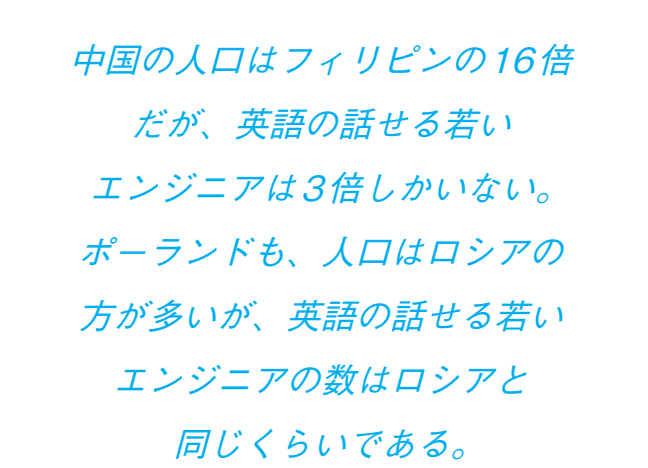 中国の人口はフィリピンの16倍
だが、英語の話せる若い
エンジニアは3倍しかいない。
ポーランドも、人口はロシアの
方が多いが、英語の話せる若い
エンジニアの数はロシアと
同じくらいである。